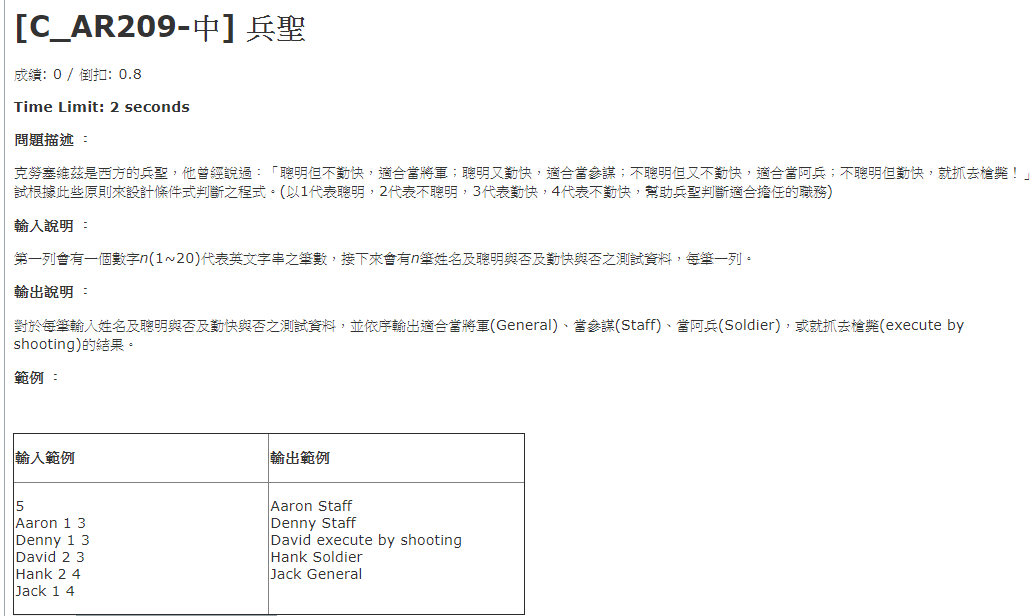 [C_AR209-中] 兵聖
成績: 0 / 倒扣: 0.8
Time Limit: 2 seconds
問題描述 ：
克勞塞維茲是西方的兵聖，他曾經說過：「聰明但不勤快，適合當將軍；聰明又勤快，適合當參謀；不聰明但又不勤快，適合當阿兵；不聰明但勤快，就抓去槍斃！」
試根據此些原則來設計條件式判斷之程式。(以1代表聰明，2代表不聰明，3代表勤快，4代表不勤快，幫助兵聖判斷適合擔任的職務)
輸入說明 ：
第一列會有一個數字n(1~20)代表英文字串之筆數，接下來會有n筆姓名及聰明與否及勤快與否之測試資料，每筆一列。
輸出說明 ：
對於每筆輸入姓名及聰明與否及勤快與否之測試資料，並依序輸出適合當將軍(General)、當參謀(Staff)、當阿兵(Soldier)，或就抓去槍斃(execute by
shooting)的結果。
範例 ：
輸入範例
輸出範例
5
Aaron 1 3
Denny 1 3
David 2 3
Hank 2 4
Jack 1 4
Aaron Staff
Denny Staff
David execute by shooting
Hank Soldier
Jack General